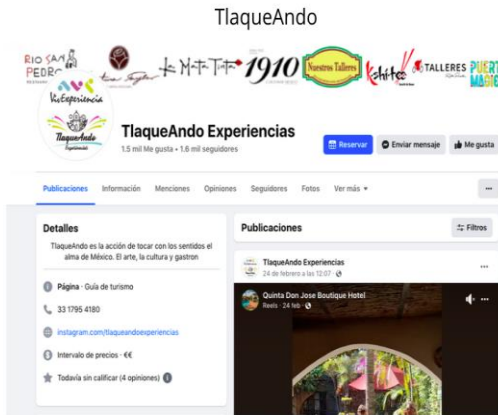 TlaqueAndo
RIO SAN PEDRO
La Mata Tinta
1910
Nuestros Talleres
TALLERES
VisExperiencia
TlaqueAndo
TlaqueAndo Experiencias
1.5 mil Me gusta • 1.6 mil seguidores
Reservar
Enviar mensaje
Me gusta
Publicaciones Información Menciones Opiniones Seguidores Fotos Ver más
Detalles
TlaqueAndo es la acción de tocar con los sentidos el
alma de México. El arte, la cultura y gastron
Página · Guía de turismo
33 1795 4180
instagram.com/tlaqueandoexperiencias
Intervalo de precios · €€
Todavía sin calificar (4 opiniones)
Publicaciones
Filtros
TlaqueAndo Experiencias
24 de febrero a las 12:07 ·
Quinta Don Jose Boutique Hotel
Reels · 24 feb ·